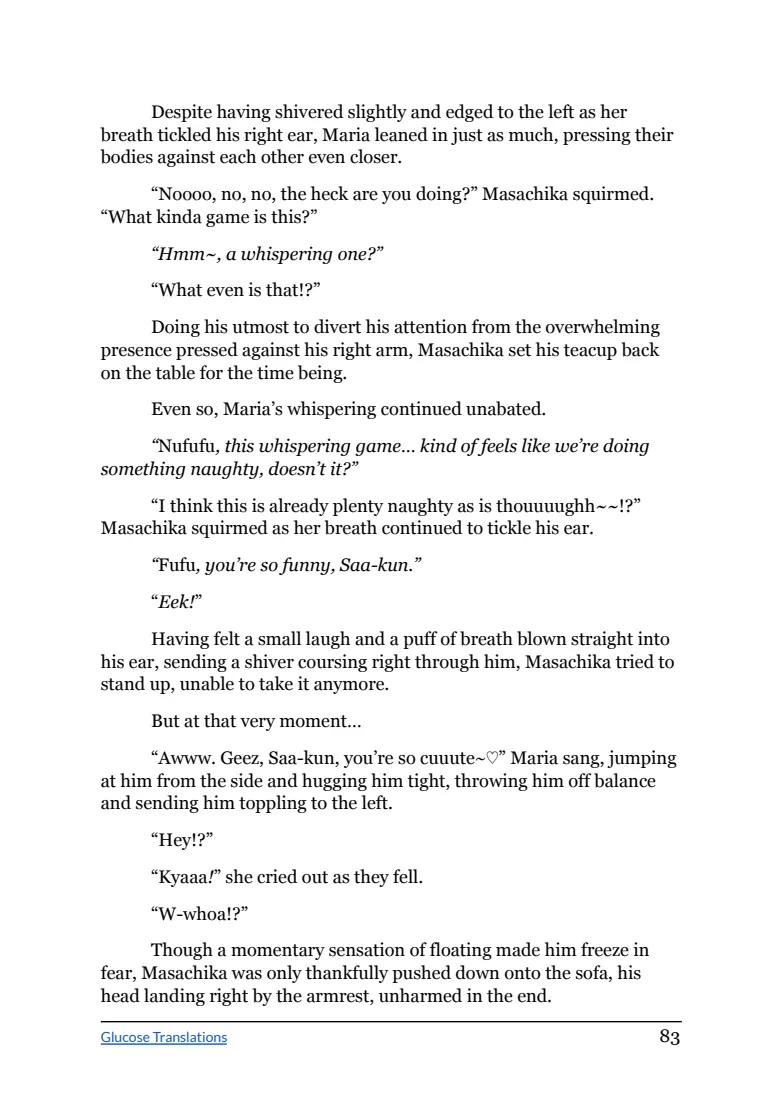 Despite having shivered slightly and edged to the left as her
breath tickled his right ear, Maria leaned in just as much, pressing their
bodies against each other even closer.
“Noooo, no, no, the heck are you doing?” Masachika squirmed.
“What kinda game is this?”
“Hmm~, a whispering one?”
“What even is that!?”
Doing his utmost to divert his attention from the overwhelming
presence pressed against his right arm, Masachika set his teacup back
on the table for the time being.
Even so, Maria’s whispering continued unabated.
“Nufufu, this whispering game… kind of feels like we’re doing
something naughty, doesn’t it?”
“I think this is already plenty naughty as is thouuuughh~~!?”
Masachika squirmed as her breath continued to tickle his ear.
“Fufu, you’re so funny, Saa-kun.”
“Eek!”
Having felt a small laugh and a puff of breath blown straight into
his ear, sending a shiver coursing right through him, Masachika tried to
stand up, unable to take it anymore.
But at that very moment…
“Awww. Geez, Saa-kun, you’re so cuuute~♡” Maria sang, jumping
at him from the side and hugging him tight, throwing him off balance
and sending him toppling to the left.
“Hey!?”
“Kyaaa!” she cried out as they fell.
“W-whoa!?”
Though a momentary sensation of floating made him freeze in
fear, Masachika was only thankfully pushed down onto the sofa, his
head landing right by the armrest, unharmed in the end.
Glucose Translations 83